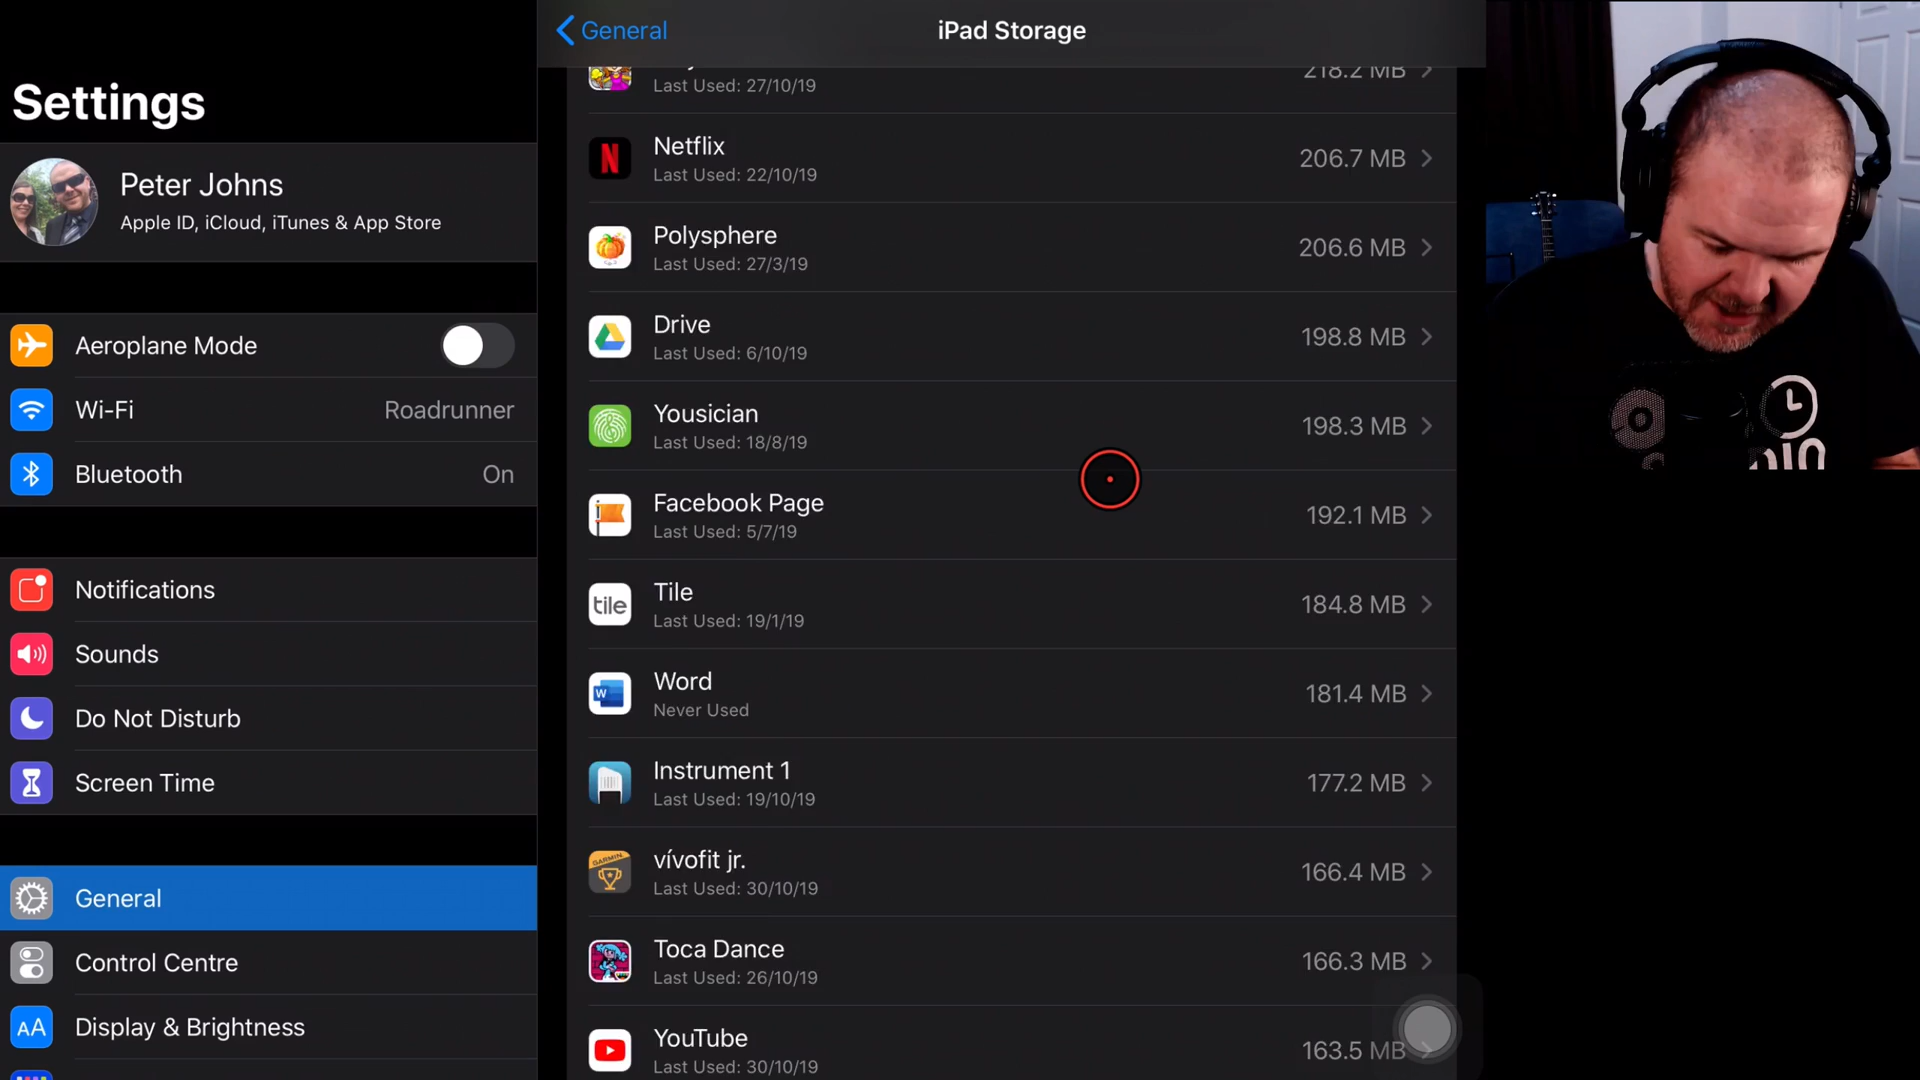 General
iPad Storage
Settings
Peter Johns
Apple ID, iCloud, iTunes & App Store
Aeroplane Mode
Wi-Fi
Roadrunner
Bluetooth
On
Notifications
Sounds
Do Not Disturb
Screen Time
General
Control Centre
Display & Brightness
AA
218.2 MB
Last Used: 27/10/19
Netflix
206.7 MB
Last Used: 22/10/19
Polysphere
206.6 MB
Last Used: 27/3/19
Drive
198.8 MB
Last Used: 6/10/19
Yousician
198.3 MB
Last Used: 18/8/19
Facebook Page
192.1 MB
Last Used: 5/7/19
tile
Tile
184.8 MB
Last Used: 19/1/19
W
Word
181.4 MB
Never Used
Instrument 1
177.2 MB
Last Used: 19/10/19
GARMIN
vívofit jr.
166.4 MB
Last Used: 30/10/19
Toca Dance
166.3 MB
Last Used: 26/10/19
YouTube
163.5 MB
Last Used: 30/10/19